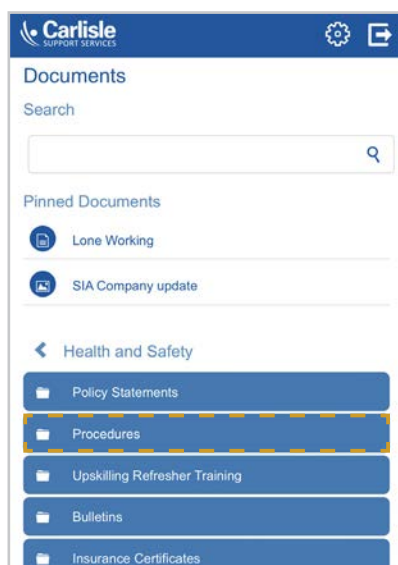 Carlisle
SUPPORT SERVICES
Documents
Search
Pinned Documents
Lone Working
SIA Company update
Health and Safety
Policy Statements
Procedures
Upskilling Refresher Training
Bulletins
Insurance Certificates